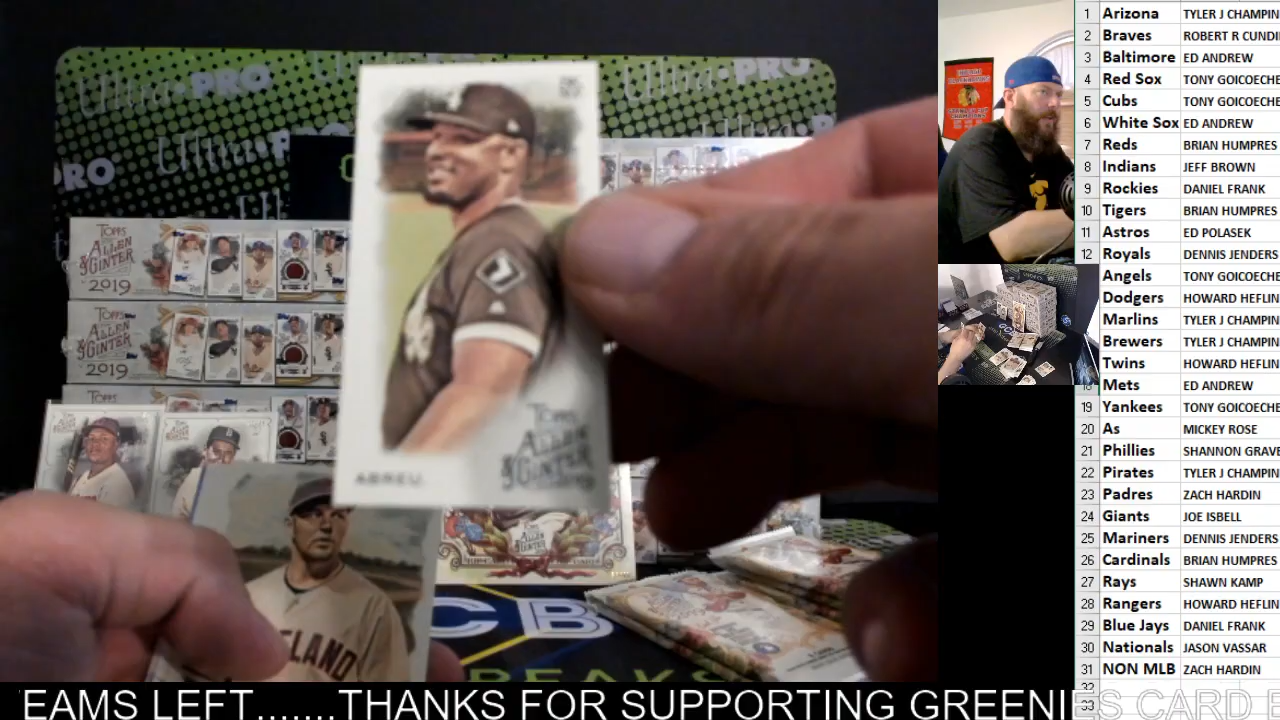 Ultra·PRO
PRO
TOPPS
ALLEN
& GINTER
2019
TOPPS
ALLEN
& GINTER
2019
TOPPS
TOPPS
ALLEN
& GINTER
ABREU
CB
BREAKS
1 Arizona TYLER J CHAMPIN
2 Braves ROBERT R CUNDI
3 Baltimore ED ANDREW
4 Red Sox TONY GOICOECHE
5 Cubs TONY GOICOECHE
6 White Sox ED ANDREW
7 Reds BRIAN HUMPRES
8 Indians JEFF BROWN
9 Rockies DANIEL FRANK
10 Tigers BRIAN HUMPRES
11 Astros ED POLASEK
12 Royals DENNIS JENDERS
Angels TONY GOICOECHE
Dodgers HOWARD HEFLIN
Marlins TYLER J CHAMPIN
Brewers TYLER J CHAMPIN
Twins HOWARD HEFLIN
Mets ED ANDREW
19 Yankees TONY GOICOECHE
20 As MICKEY ROSE
21 Phillies SHANNON GRAVE
22 Pirates TYLER J CHAMPIN
23 Padres ZACH HARDIN
24 Giants JOE ISBELL
25 Mariners DENNIS JENDERS
26 Cardinals BRIAN HUMPRES
27 Rays SHAWN KAMP
28 Rangers HOWARD HEFLIN
29 Blue Jays DANIEL FRANK
30 Nationals JASON VASSAR
31 NON MLB ZACH HARDIN
32
33
EAMS LEFT.......THANKS FOR SUPPORTING GREENIES CARD B